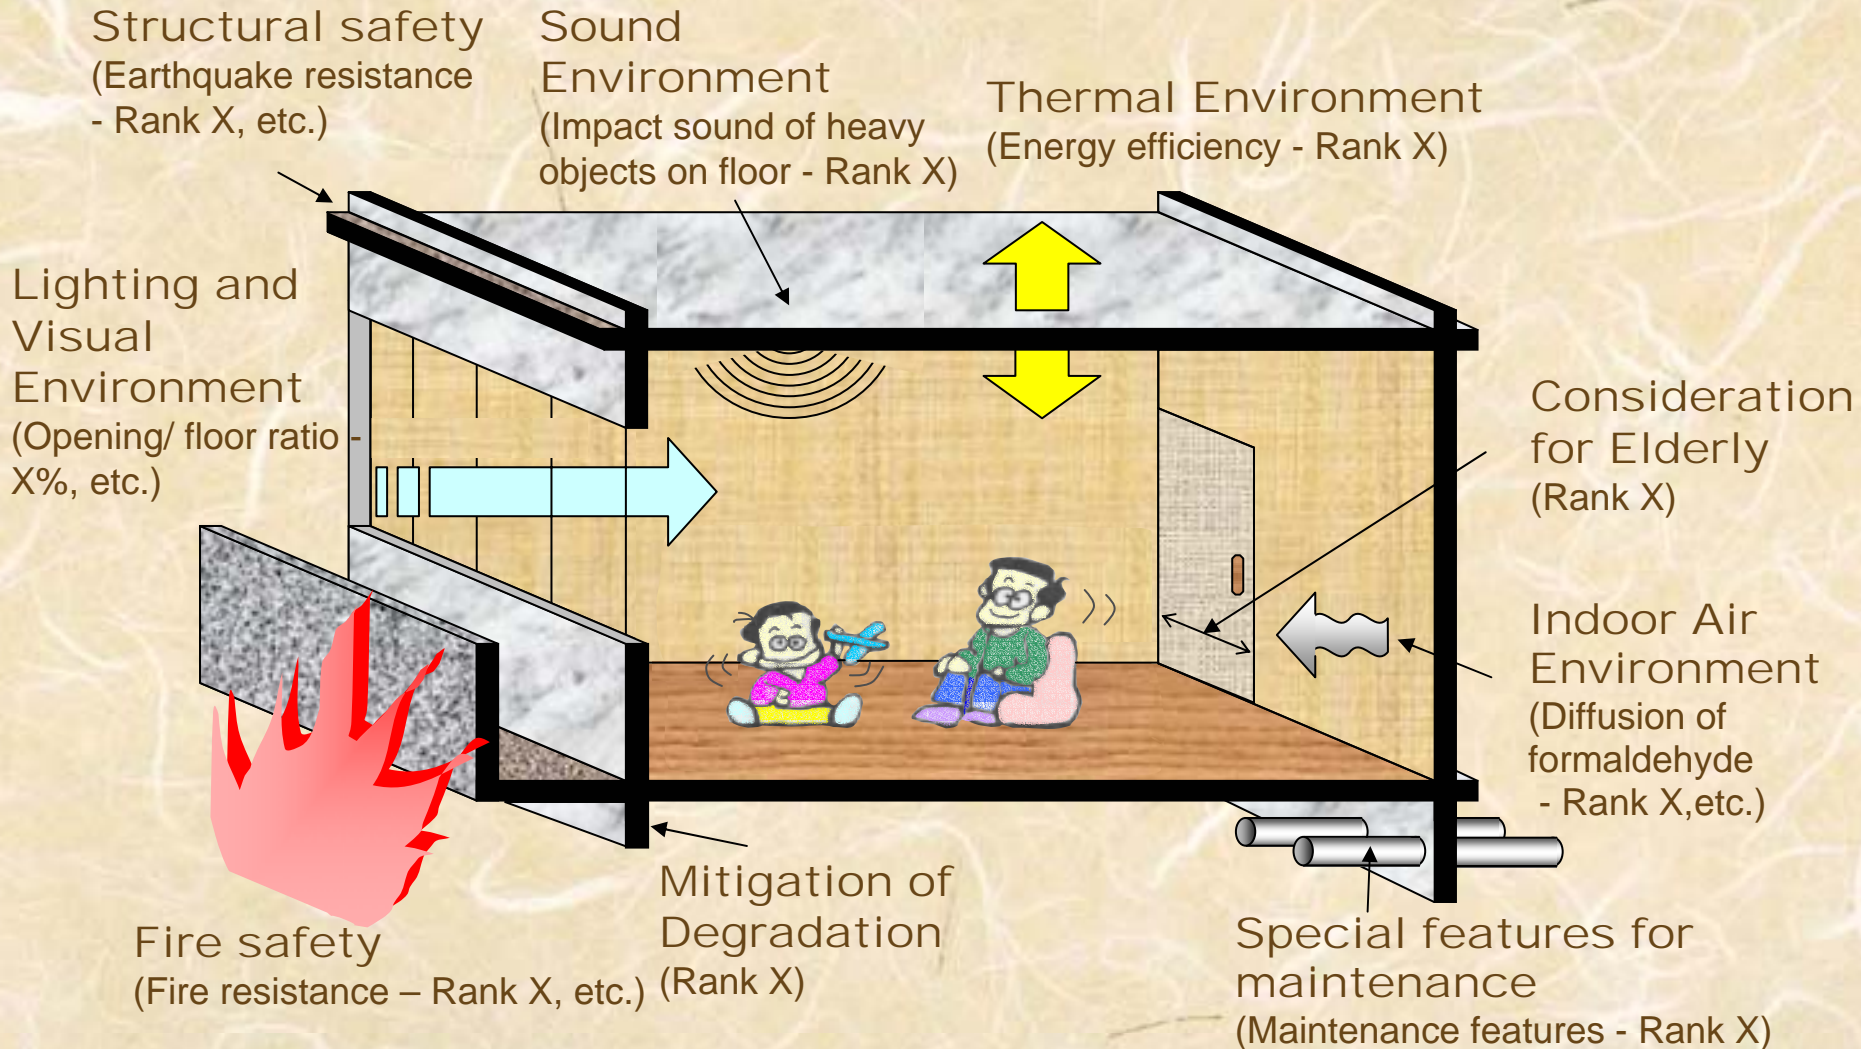 Structural safety
(Earthquake resistance
- Rank X, etc.)
Sound
Environment
(Impact sound of heavy
objects on floor - Rank X)
Thermal Environment
(Energy efficiency - Rank X)
Lighting and
Visual
Environment
(Opening/ floor ratio -
X%, etc.)
Consideration
for Elderly
(Rank X)
Indoor Air
Environment
(Diffusion of
formaldehyde
- Rank X,etc.)
Fire safety
(Fire resistance – Rank X, etc.)
Mitigation of
Degradation
(Rank X)
Special features for
maintenance
(Maintenance features - Rank X)